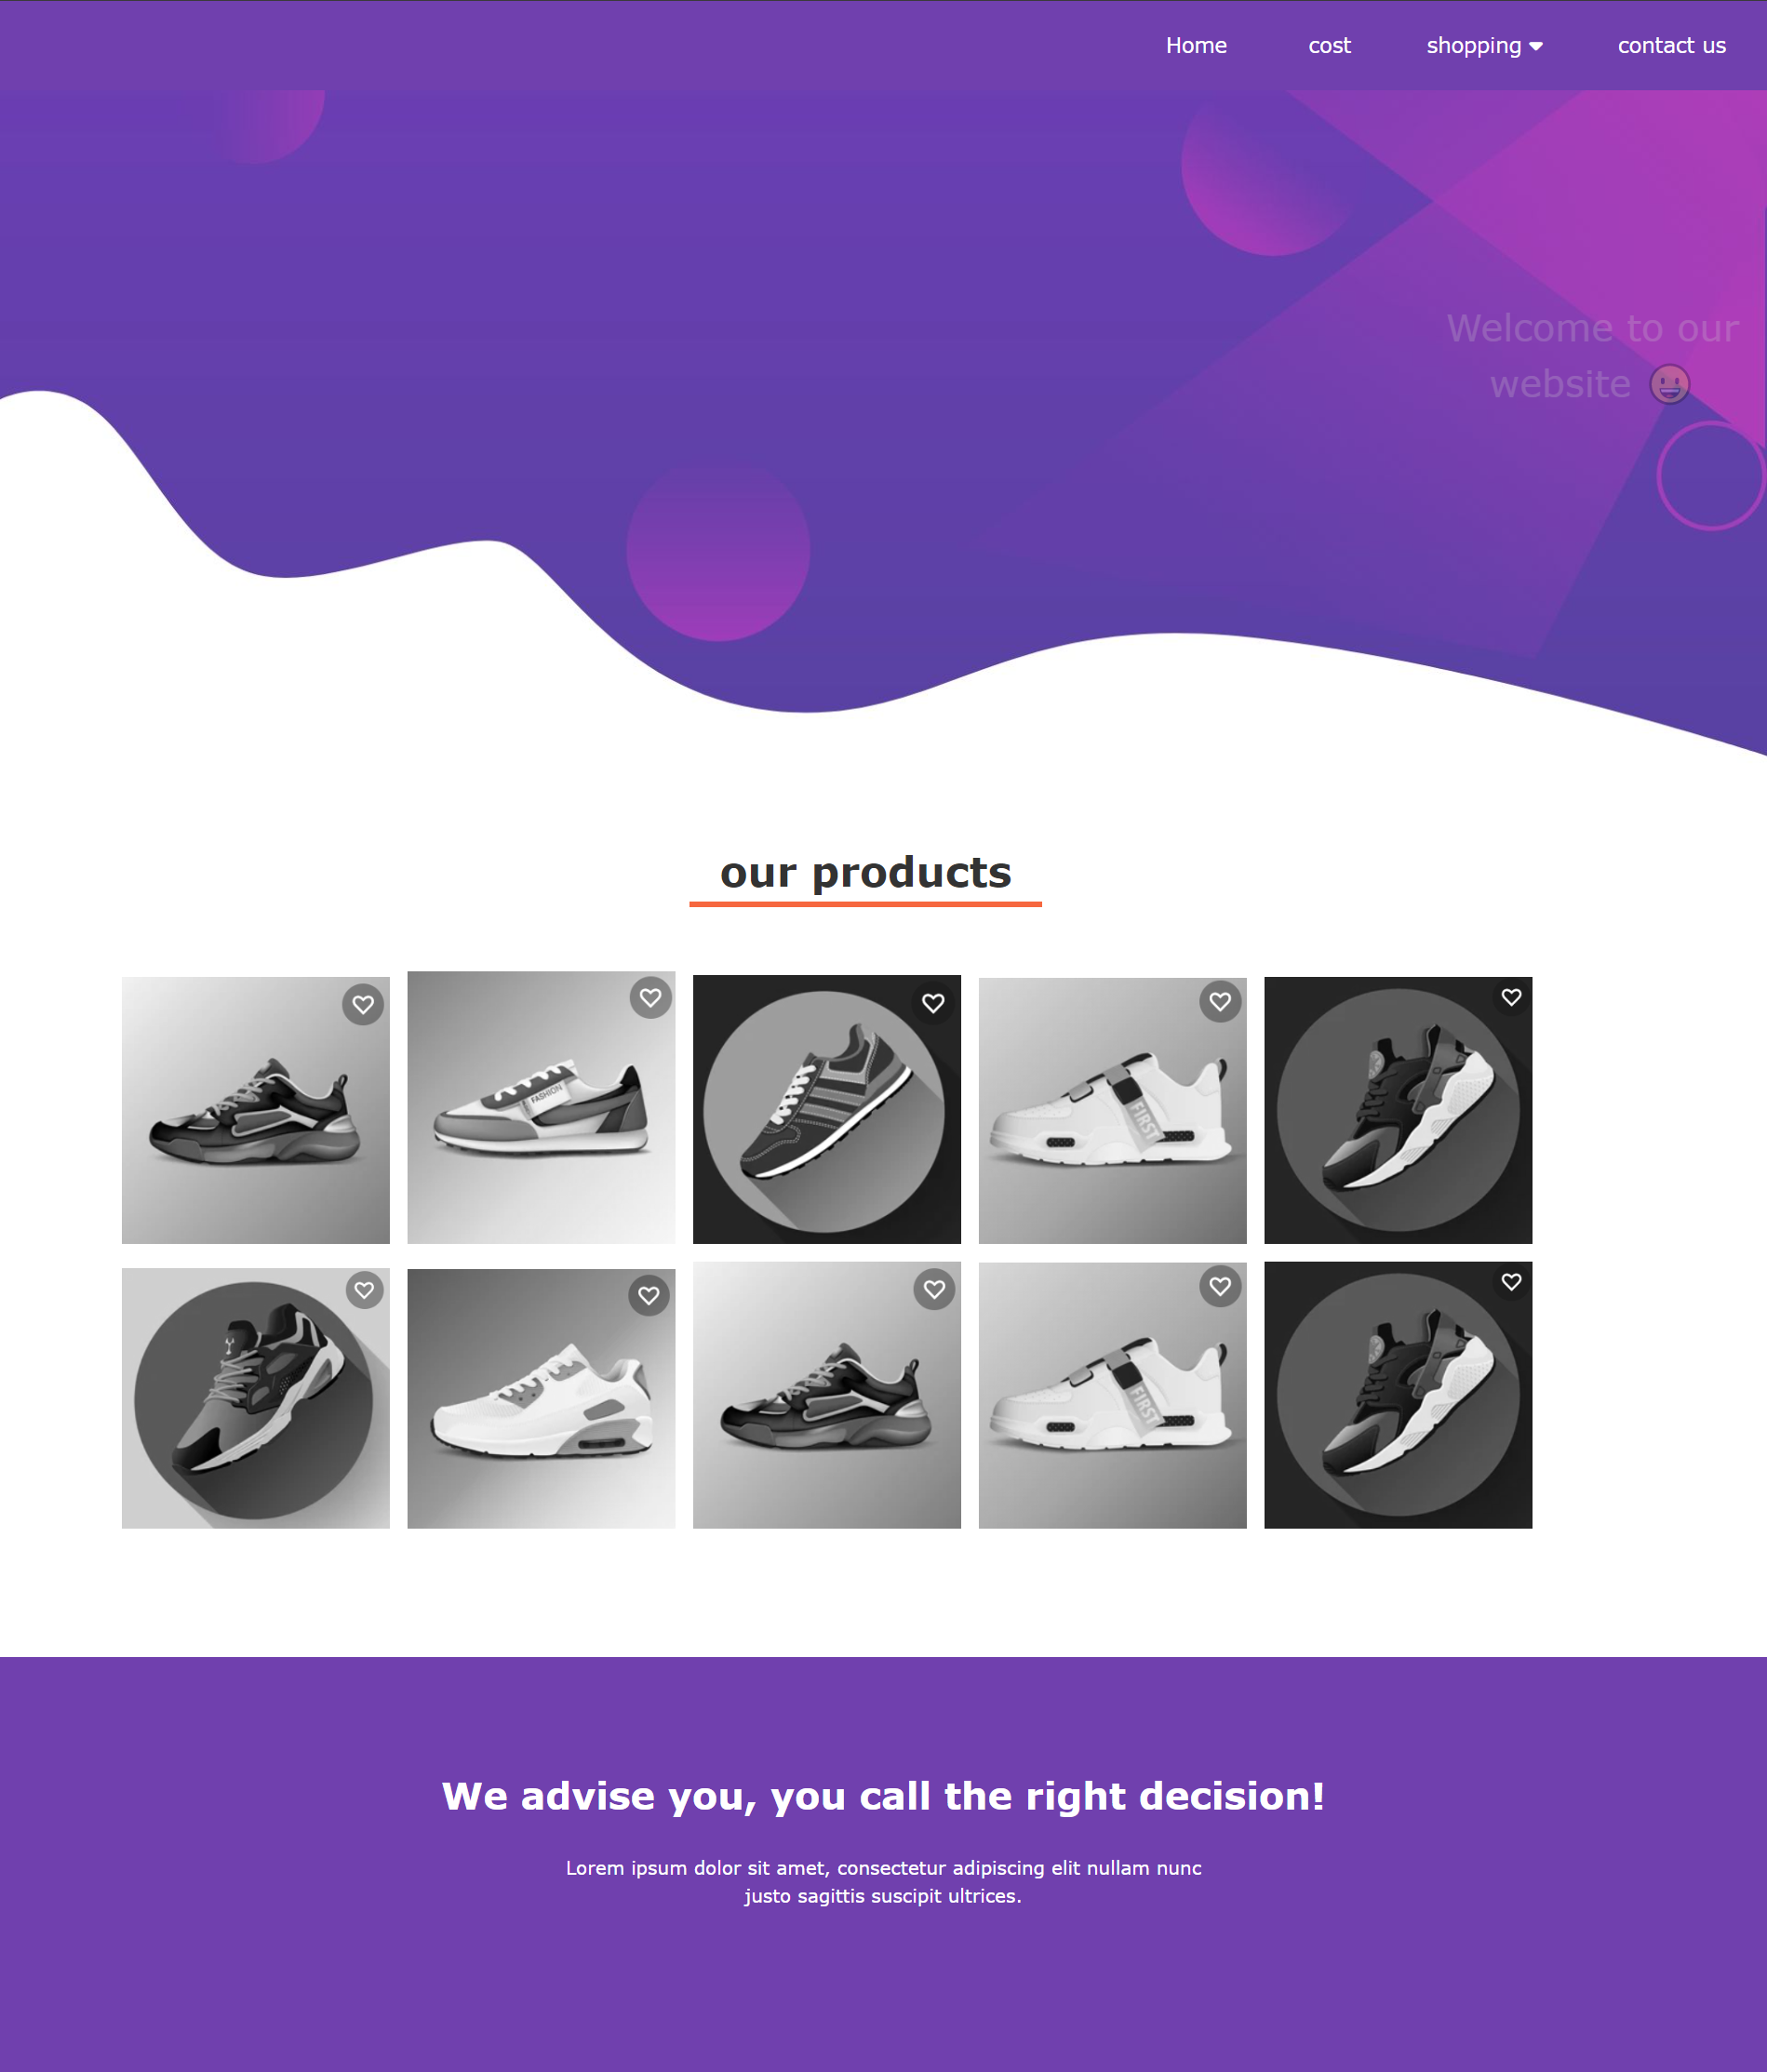 Home cost shopping contact us
Welcome to our
website
our products
FASHION
FIRST
FIRST
We advise you, you call the right decision!
Lorem ipsum dolor sit amet, consectetur adipiscing elit nullam nunc
justo sagittis suscipit ultrices.